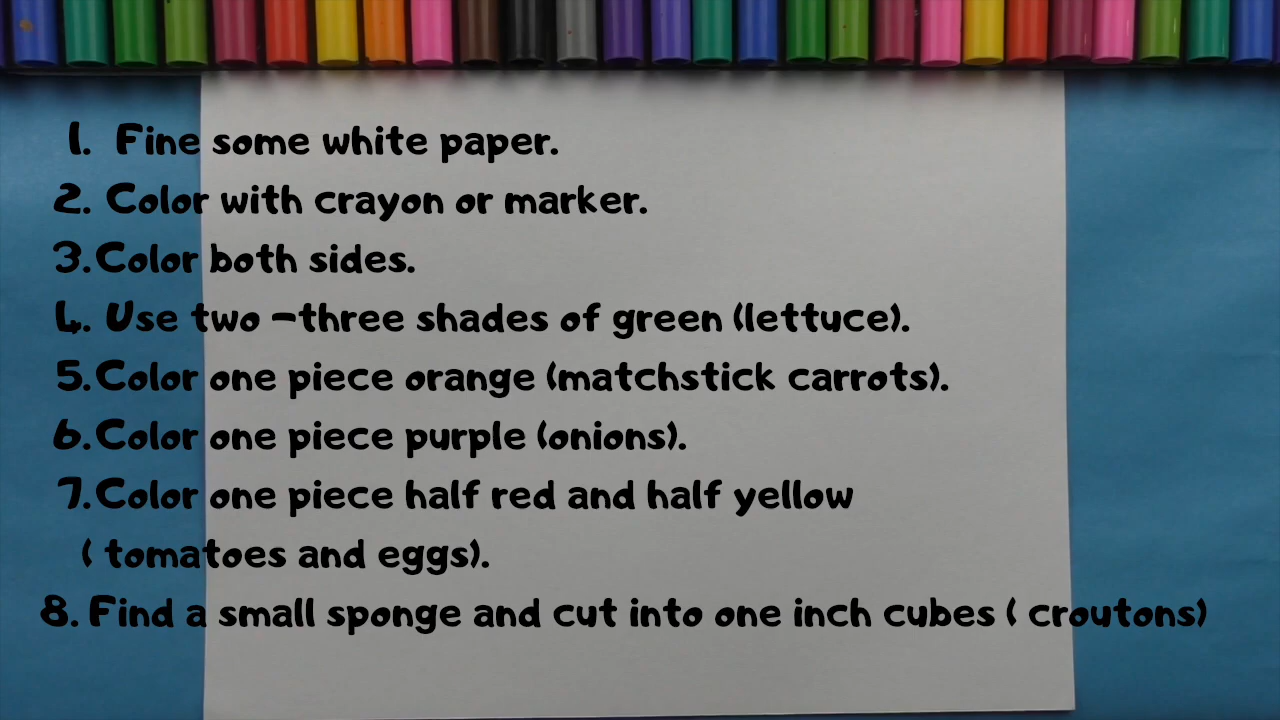 1. Fine some white paper.
2. Color with crayon or marker.
3. Color both sides.
4. Use two -three shades of green (lettuce).
5. Color one piece orange (matchstick carrots).
6. Color one piece purple (onions).
7. Color one piece half red and half yellow
( tomatoes and eggs).
8. Find a small sponge and cut into one inch cubes ( croutons)